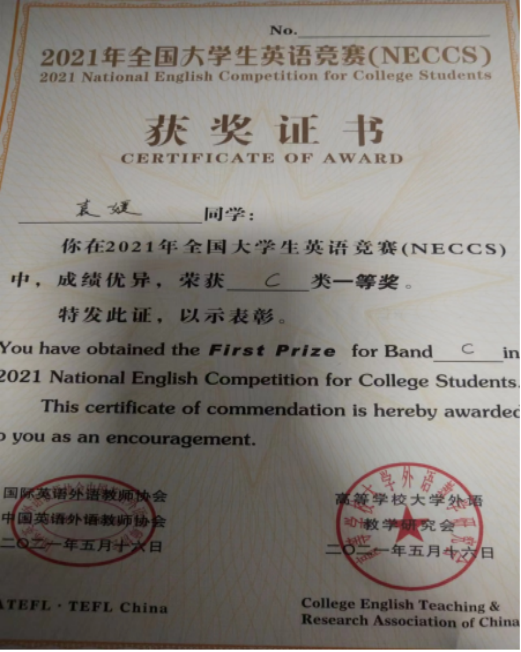 No.
2021年全国大学生英语竞赛(NECCS)
2021 National English Competition for College Students
获奖证书
CERTIFICATE OF AWARD
袁媛 同学：
你在2021年全国大学生英语竞赛(NECCS)
中，成绩优异，荣获 C 类一等奖。
特发此证，以示表彰。
You have obtained the First Prize for Band C in
2021 National English Competition for College Students.
This certificate of commendation is hereby awarded
o you as an encouragement.
国际英语外语教师协会
中国英语外语教师协会
二〇二一年五月十六日
ATEFL · TEFL China
高等学校大学外语
教学研究会
二〇二一年五月十六日
College English Teaching &
Research Association of China